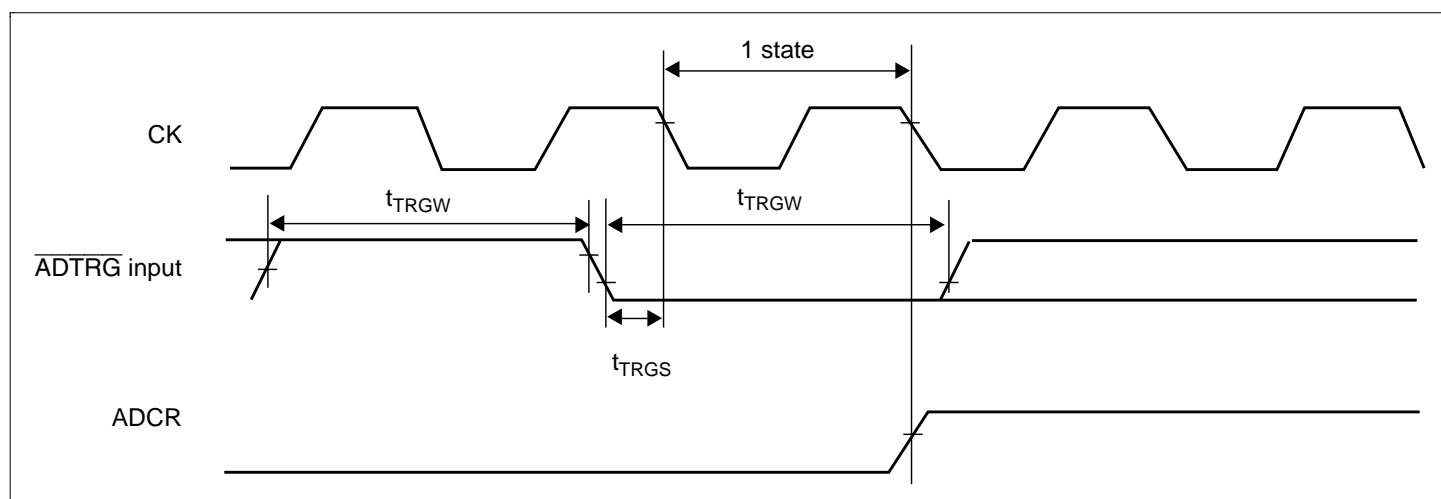 1 state
CK
tTRGW
tTRGW
ADTRG input
tTRGS
ADCR